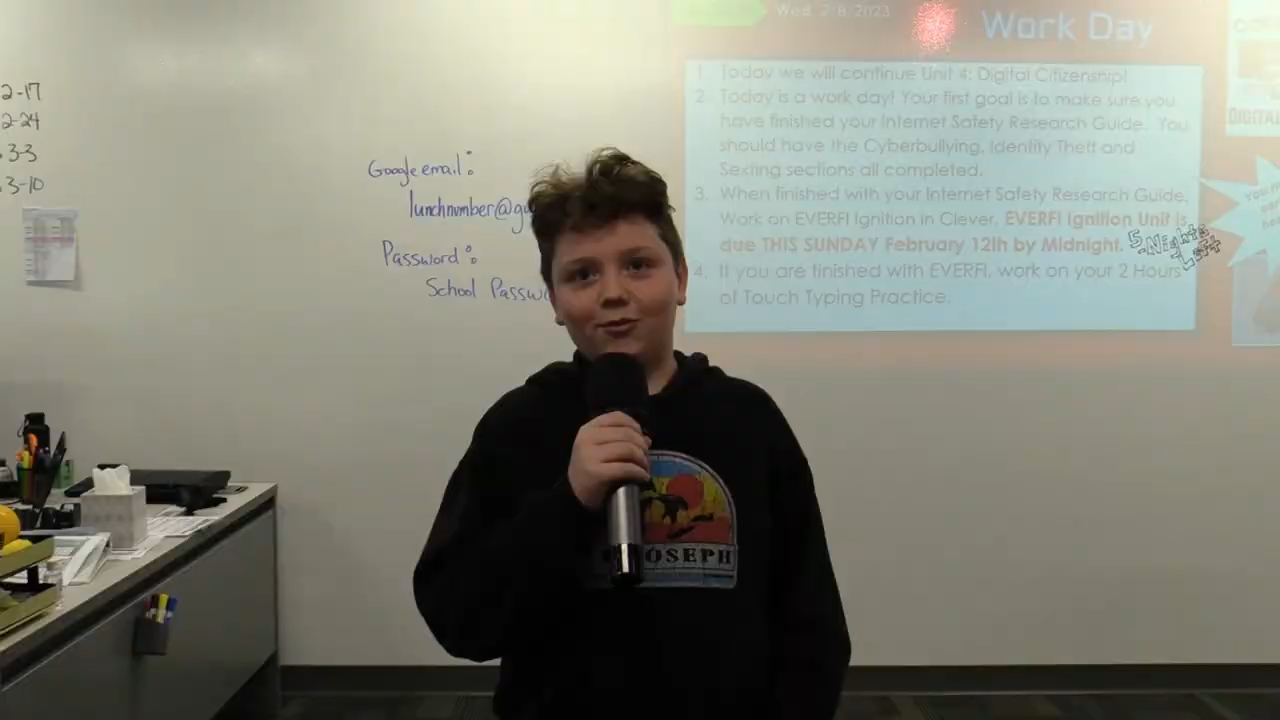 2-17
2-24
3-3
3-10
Google email:
lunchnumber@g
Password:
School Passw
Wed. 2/8/2023
Work Day
1. Today we will continue Unit 4: Digital Citizenship!
2. Today is a work day! Your first goal is to make sure you
have finished your Internet Safety Research Guide. You
should have the Cyberbullying, Identity Theft and
Sexting sections all completed.
3. When finished with your Internet Safety Research Guide,
Work on EVERFI Ignition in Clever. EVERFI Ignition Unit is
due THIS SUNDAY February 12th by Midnight.
5 Nights
Left
4. If you are finished with EVERFI, work on your 2 Hours
of Touch Typing Practice.
DIGITAL
OSEPH